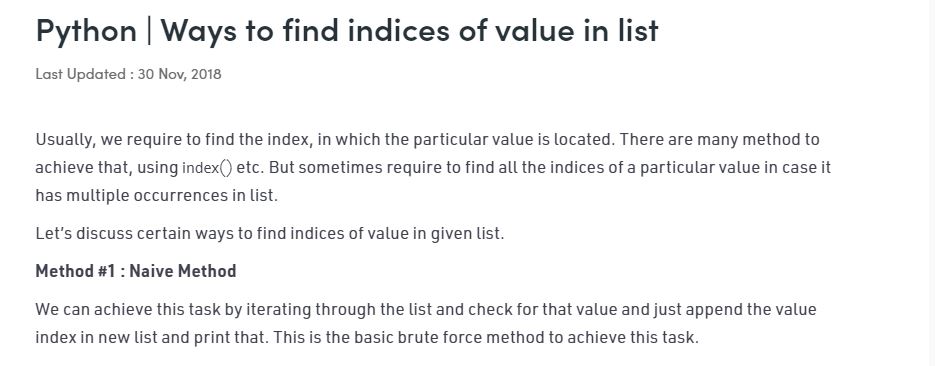 Python | Ways to find indices of value in list
Last Updated : 30 Nov, 2018
Usually, we require to find the index, in which the particular value is located. There are many method to
achieve that, using index() etc. But sometimes require to find all the indices of a particular value in case it
has multiple occurrences in list.
Let’s discuss certain ways to find indices of value in given list.
Method #1 : Naive Method
We can achieve this task by iterating through the list and check for that value and just append the value
index in new list and print that. This is the basic brute force method to achieve this task.